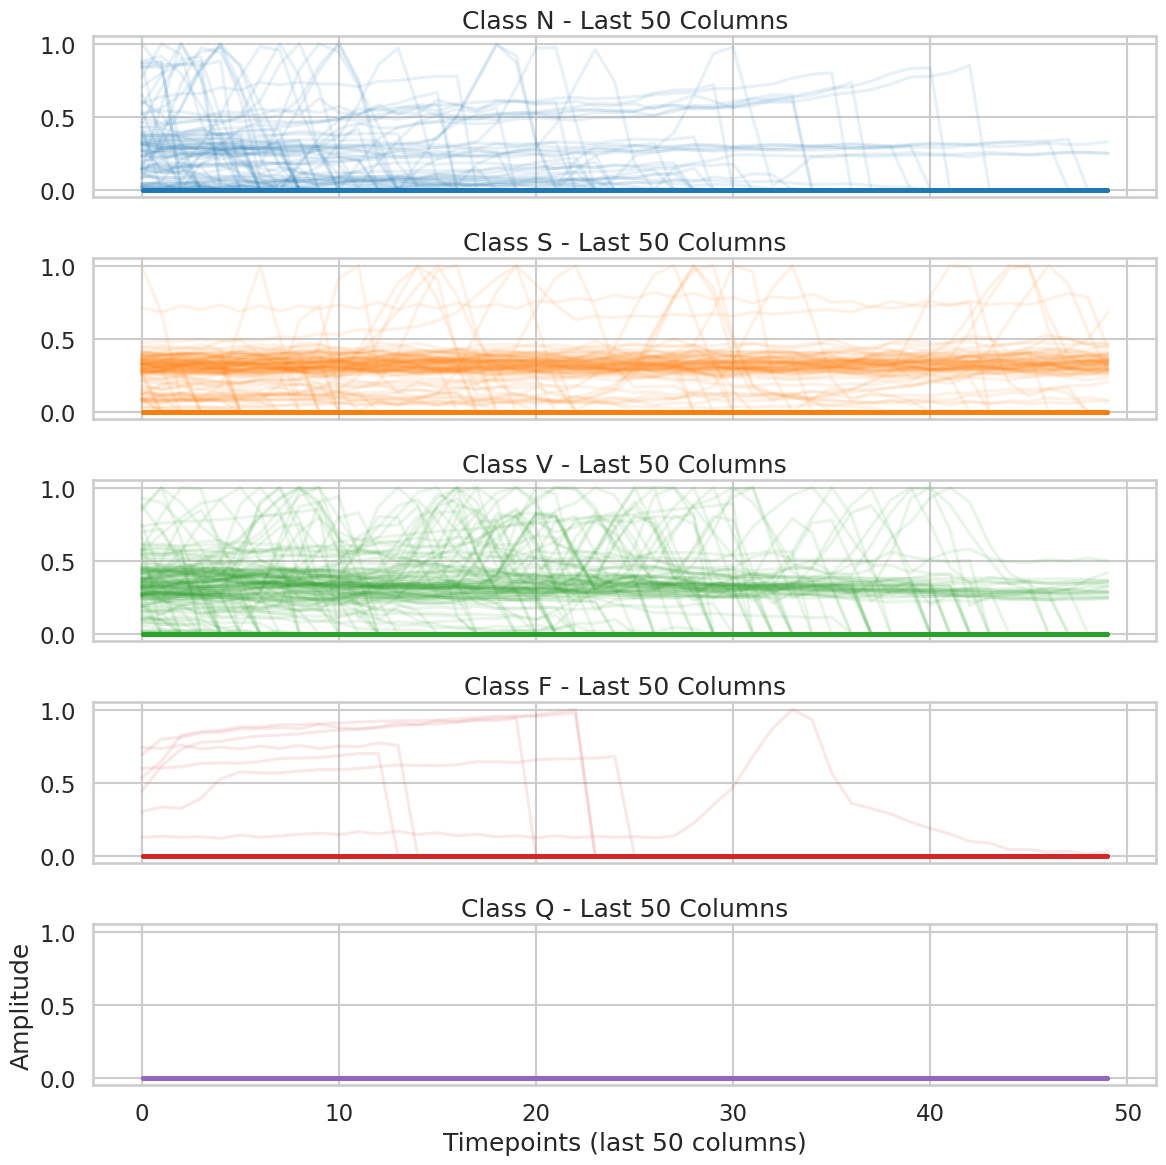 Class N - Last 50 Columns
1.0
0.5
0.0
Class S - Last 50 Columns
1.0
0.5
0.0
Class V - Last 50 Columns
1.0
0.5
0.0
Class F - Last 50 Columns
1.0
0.5
0.0
Class Q - Last 50 Columns
1.0
0.5
0.0
Amplitude
0 10 20 30 40 50
Timepoints (last 50 columns)